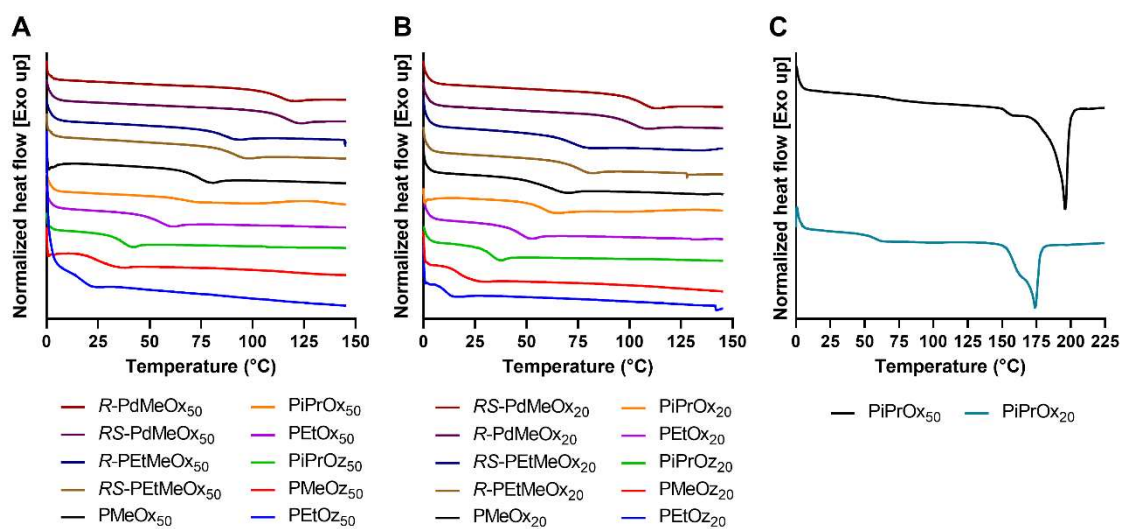 A
B
C
Normalized heat flow [Exo up]
0 25 50 75 100 125 150
Temperature (°C)
Normalized heat flow [Exo up]
0 25 50 75 100 125 150
Temperature (°C)
Normalized heat flow [Exo up]
0 25 50 75 100 125 150 175 200 225
Temperature (°C)
R-PdMeOx50 PiPrOx50
RS-PdMeOx50 PEtOx50
R-PEtMeOx50 PiPrOz50
RS-PEtMeOx50 PMeOz50
PMeOx50 PEtOz50
RS-PdMeOx20 PiPrOx20
R-PdMeOx20 PEtOx20
RS-PEtMeOx20 PiPrOz20
R-PEtMeOx20 PMeOz20
PMeOx20 PEtOz20
PiPrOx50 PiPrOx20